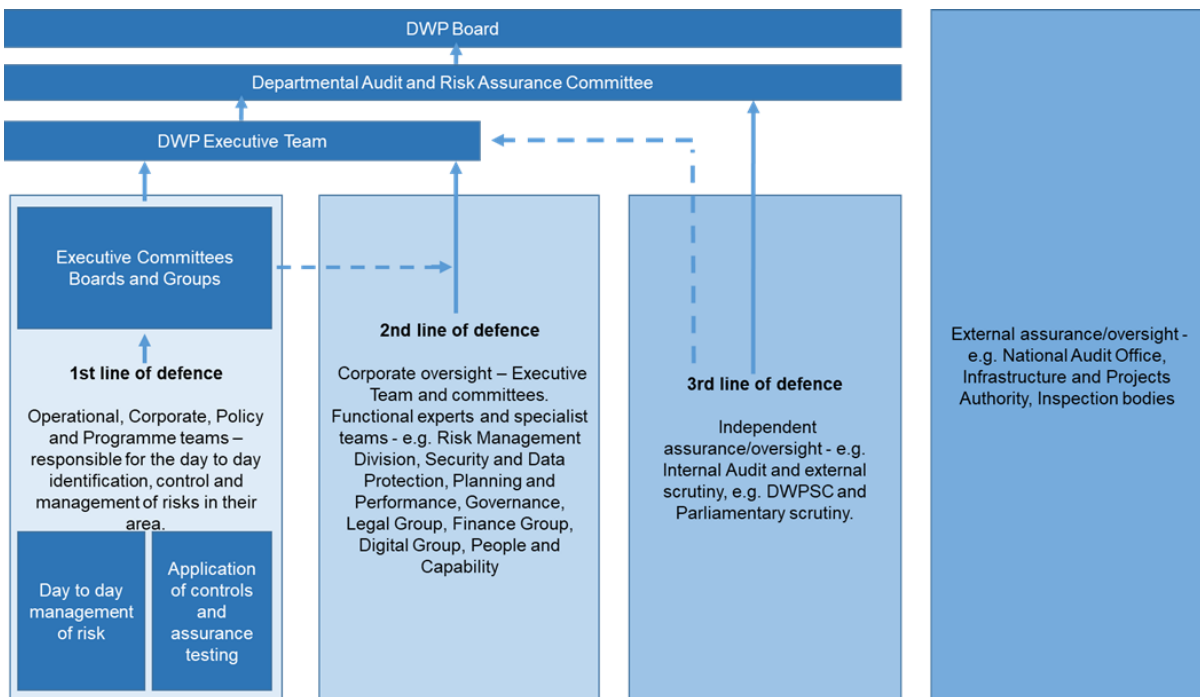 DWP Board
Departmental Audit and Risk Assurance Committee
DWP Executive Team
Executive Committees
Boards and Groups
1st line of defence
Operational, Corporate, Policy
and Programme teams –
responsible for the day to day
identification, control and
management of risks in their
area.
Day to day
management
of risk
Application
of controls
and
assurance
testing
2nd line of defence
Corporate oversight – Executive
Team and committees.
Functional experts and specialist
teams - e.g. Risk Management
Division, Security and Data
Protection, Planning and
Performance, Governance,
Legal Group, Finance Group,
Digital Group, People and
Capability
3rd line of defence
Independent
assurance/oversight - e.g.
Internal Audit and external
scrutiny, e.g. DWPSC and
Parliamentary scrutiny.
External assurance/oversight -
e.g. National Audit Office,
Infrastructure and Projects
Authority, Inspection bodies